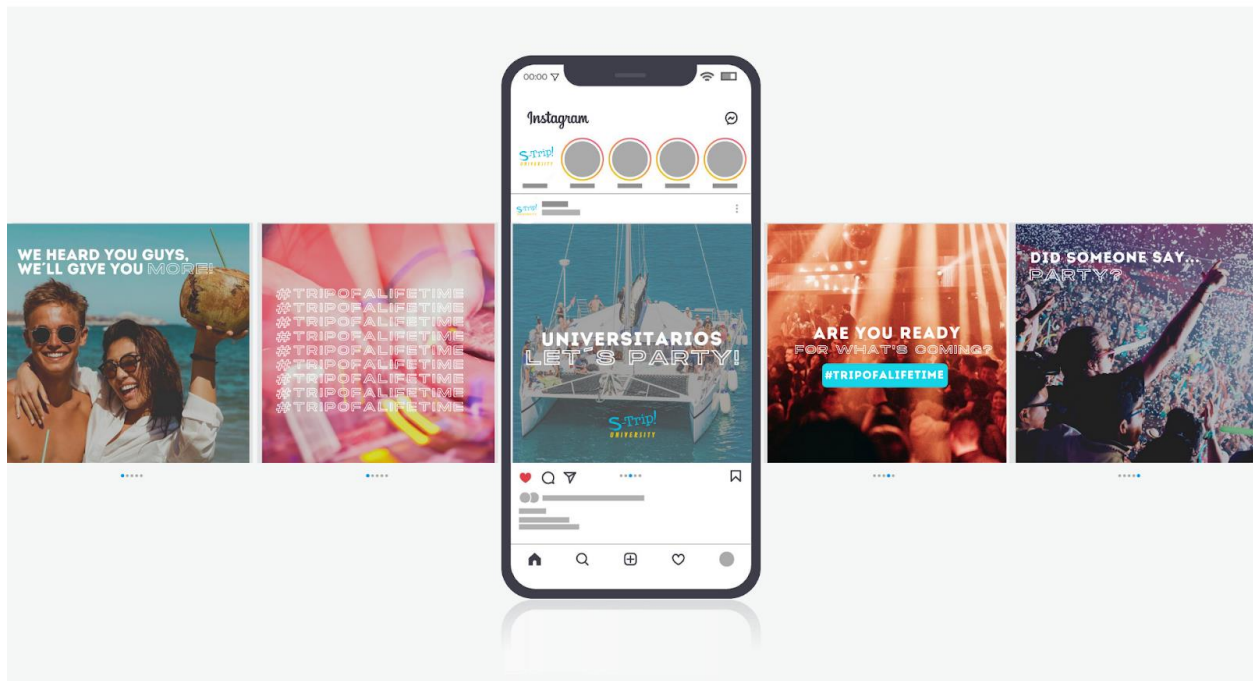 00:00
Instagram
S-Trip!
UNIVERSITY
S-Trip!
UNIVERSITY
WE HEARD YOU GUYS,
WE'LL GIVE YOU MORE!
#TRIPOFALIFETIME
#TRIPOFALIFETIME
#TRIPOFALIFETIME
#TRIPOFALIFETIME
#TRIPOFALIFETIME
#TRIPOFALIFETIME
#TRIPOFALIFETIME
#TRIPOFALIFETIME
#TRIPOFALIFETIME
UNIVERSITARIOS
LET´S PARTY!
S-Trip!
UNIVERSITY
ARE YOU READY
FOR WHAT'S COMING?
#TRIPOFALIFETIME
DID SOMEONE SAY...
PARTY?